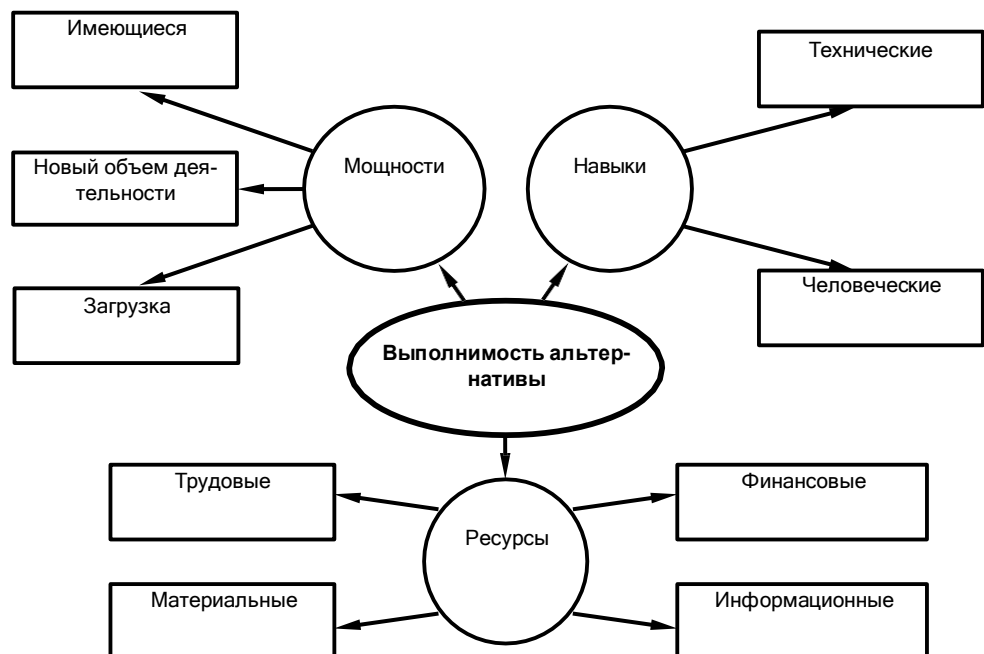 Имеющиеся
Технические
Новый объем дея-
тельности
Мощности
Навыки
Загрузка
Человеческие
Выполнимость альтер-
нативы
Трудовые
Финансовые
Ресурсы
Материальные
Информационные